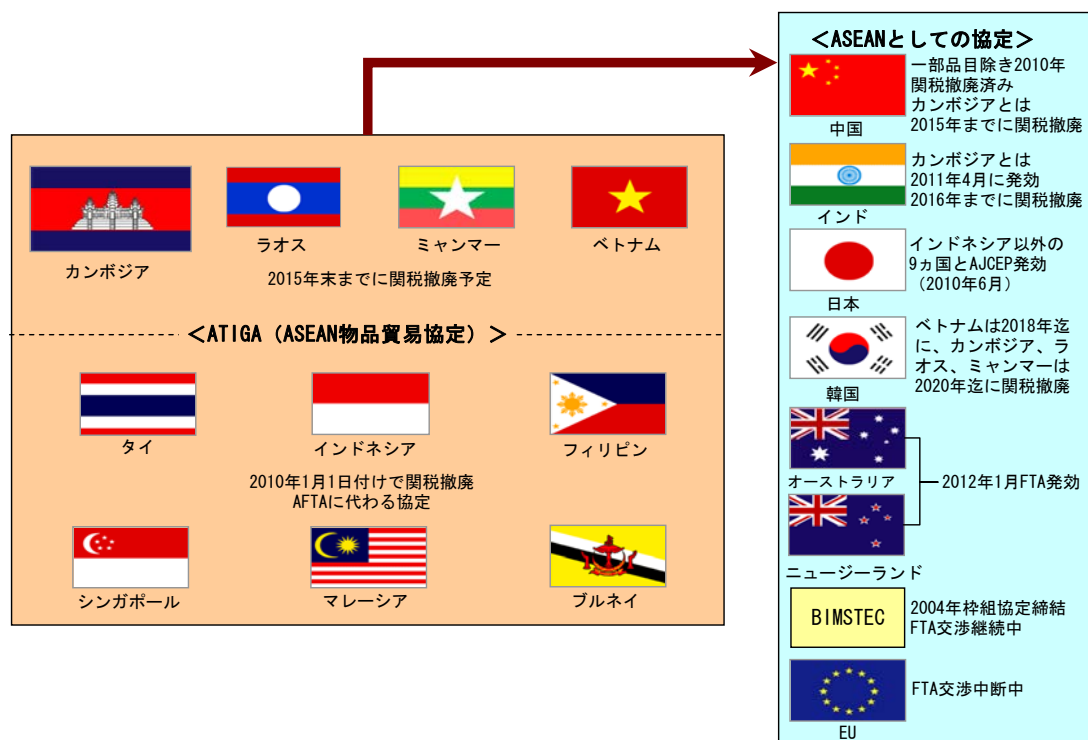 カンボジア
ラオス
ミャンマー
ベトナム
2015年末までに関税撤廃予定
<ATIGA（ASEAN物品貿易協定）>
タイ
インドネシア
フィリピン
2010年1月1日付けで関税撤廃
AFTAに代わる協定
シンガポール
マレーシア
ブルネイ
<ASEANとしての協定>
一部品目除き2010年
関税撤廃済み
カンボジアとは
2015年までに関税撤廃
中国
カンボジアとは
2011年4月に発効
2016年までに関税撤廃
インド
インドネシア以外の
9ヵ国とAJCEP発効
（2010年6月）
日本
ベトナムは2018年迄
に、カンボジア、ラ
オス、ミャンマーは
2020年迄に関税撤廃
韓国
オーストラリア
2012年1月FTA発効
ニュージーランド
BIMSTEC
2004年枠組協定締結
FTA交渉継続中
FTA交渉中断中
EU